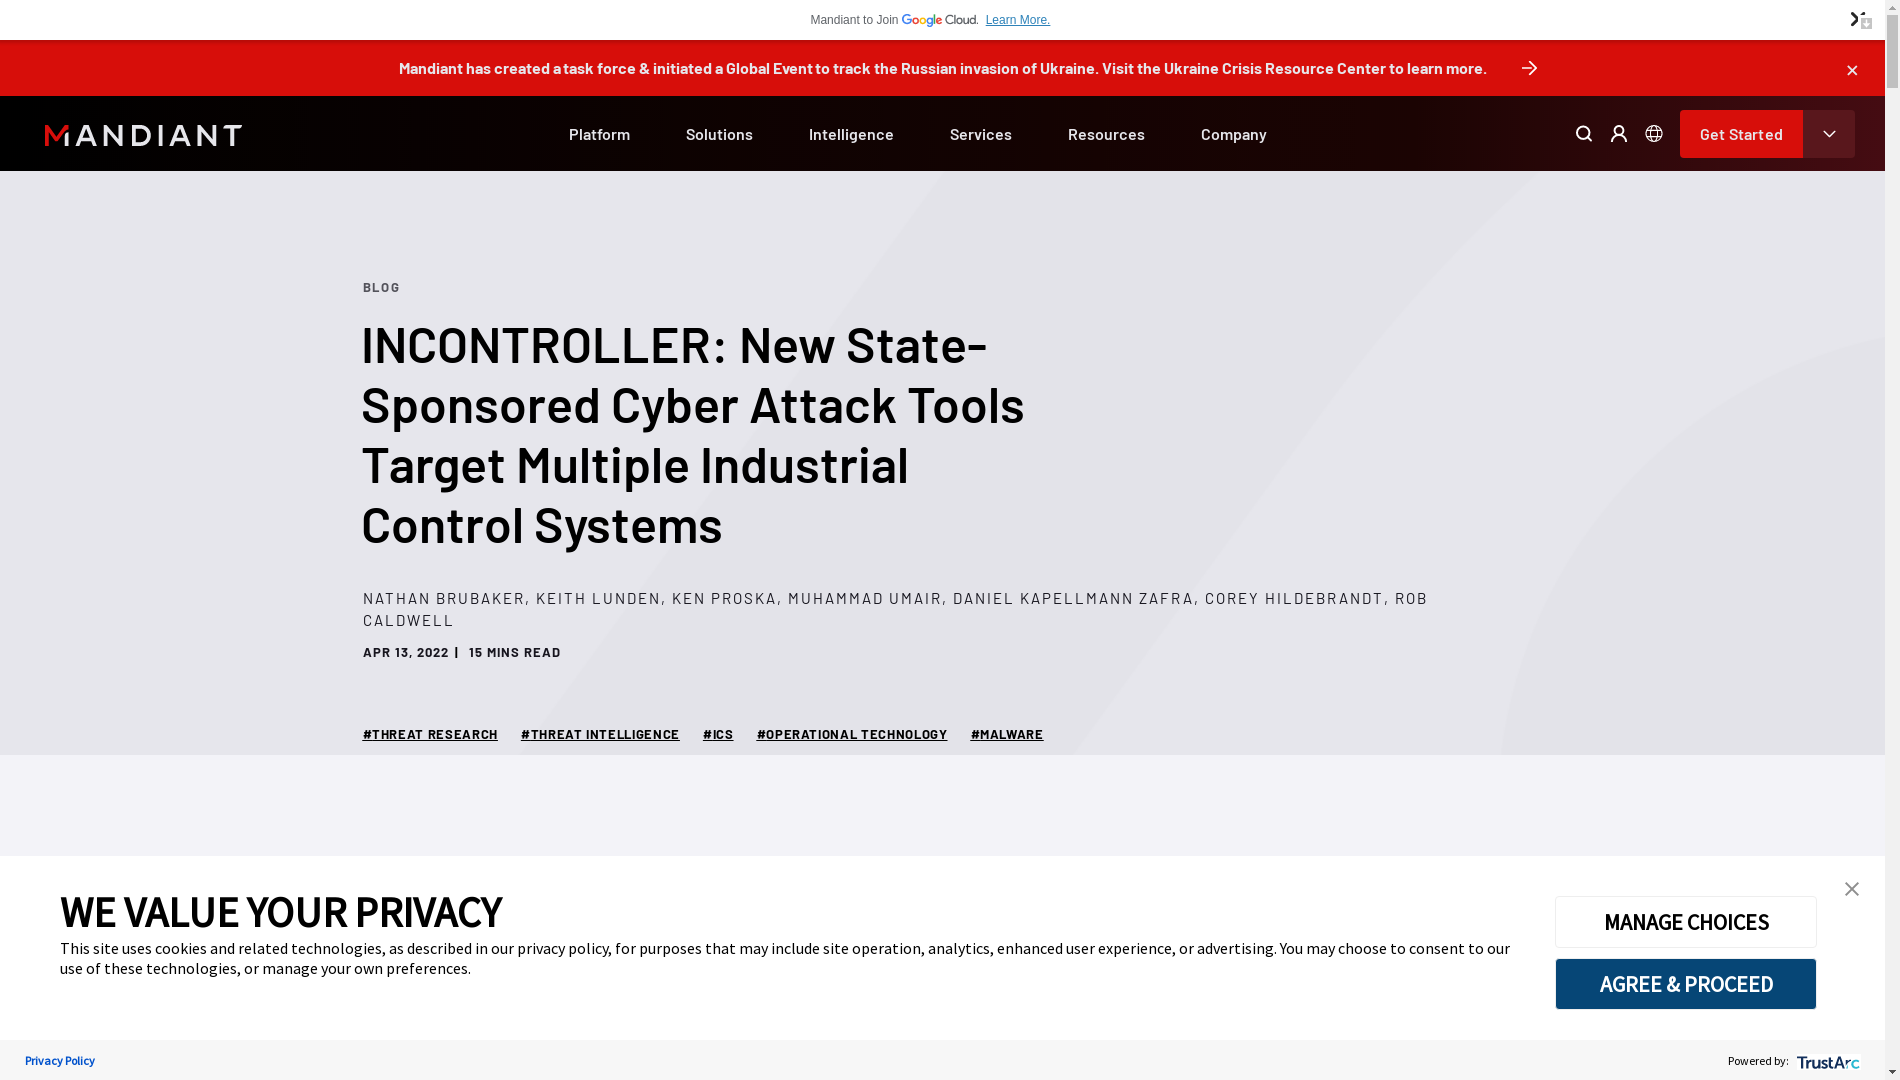 Mandiant to Join Google Cloud. Learn More.
Mandiant has created a task force & initiated a Global Event to track the Russian invasion of Ukraine. Visit the Ukraine Crisis Resource Center to learn more.
MANDIANT
Platform Solutions Intelligence Services Resources Company
Get Started
BLOG
INCONTROLLER: New State-
Sponsored Cyber Attack Tools
Target Multiple Industrial
Control Systems
NATHAN BRUBAKER, KEITH LUNDEN, KEN PROSKA, MUHAMMAD UMAIR, DANIEL KAPELLMANN ZAFRA, COREY HILDEBRANDT, ROB
CALDWELL
APR 13, 2022 | 15 MINS READ
#THREAT RESEARCH #THREAT INTELLIGENCE #ICS #OPERATIONAL TECHNOLOGY #MALWARE
WE VALUE YOUR PRIVACY
This site uses cookies and related technologies, as described in our privacy policy, for purposes that may include site operation, analytics, enhanced user experience, or advertising. You may choose to consent to our
use of these technologies, or manage your own preferences.
MANAGE CHOICES
AGREE & PROCEED
Privacy Policy
Powered by: TrustArc